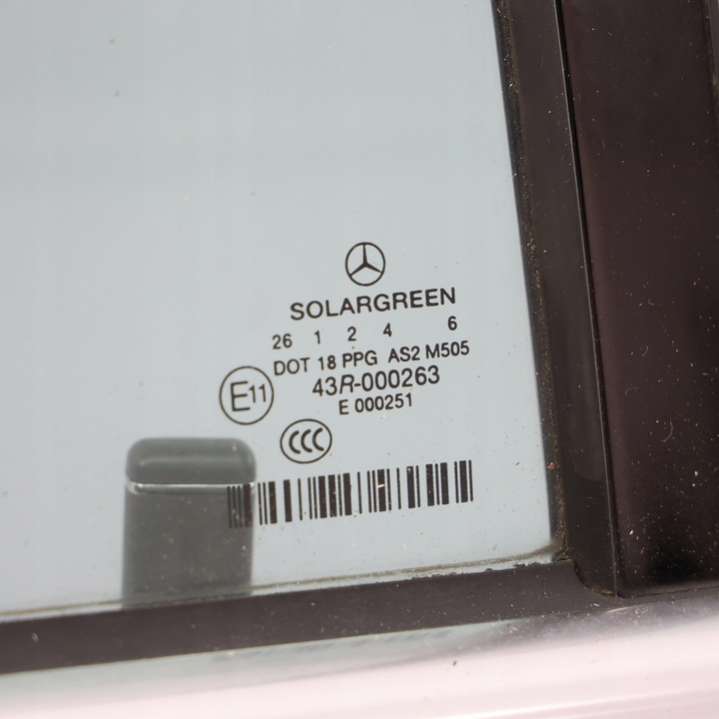 SOLARGREEN
26 1 2 4 6
DOT 18 PPG AS2 M505
43R-000263
E11
E 000251
CCC